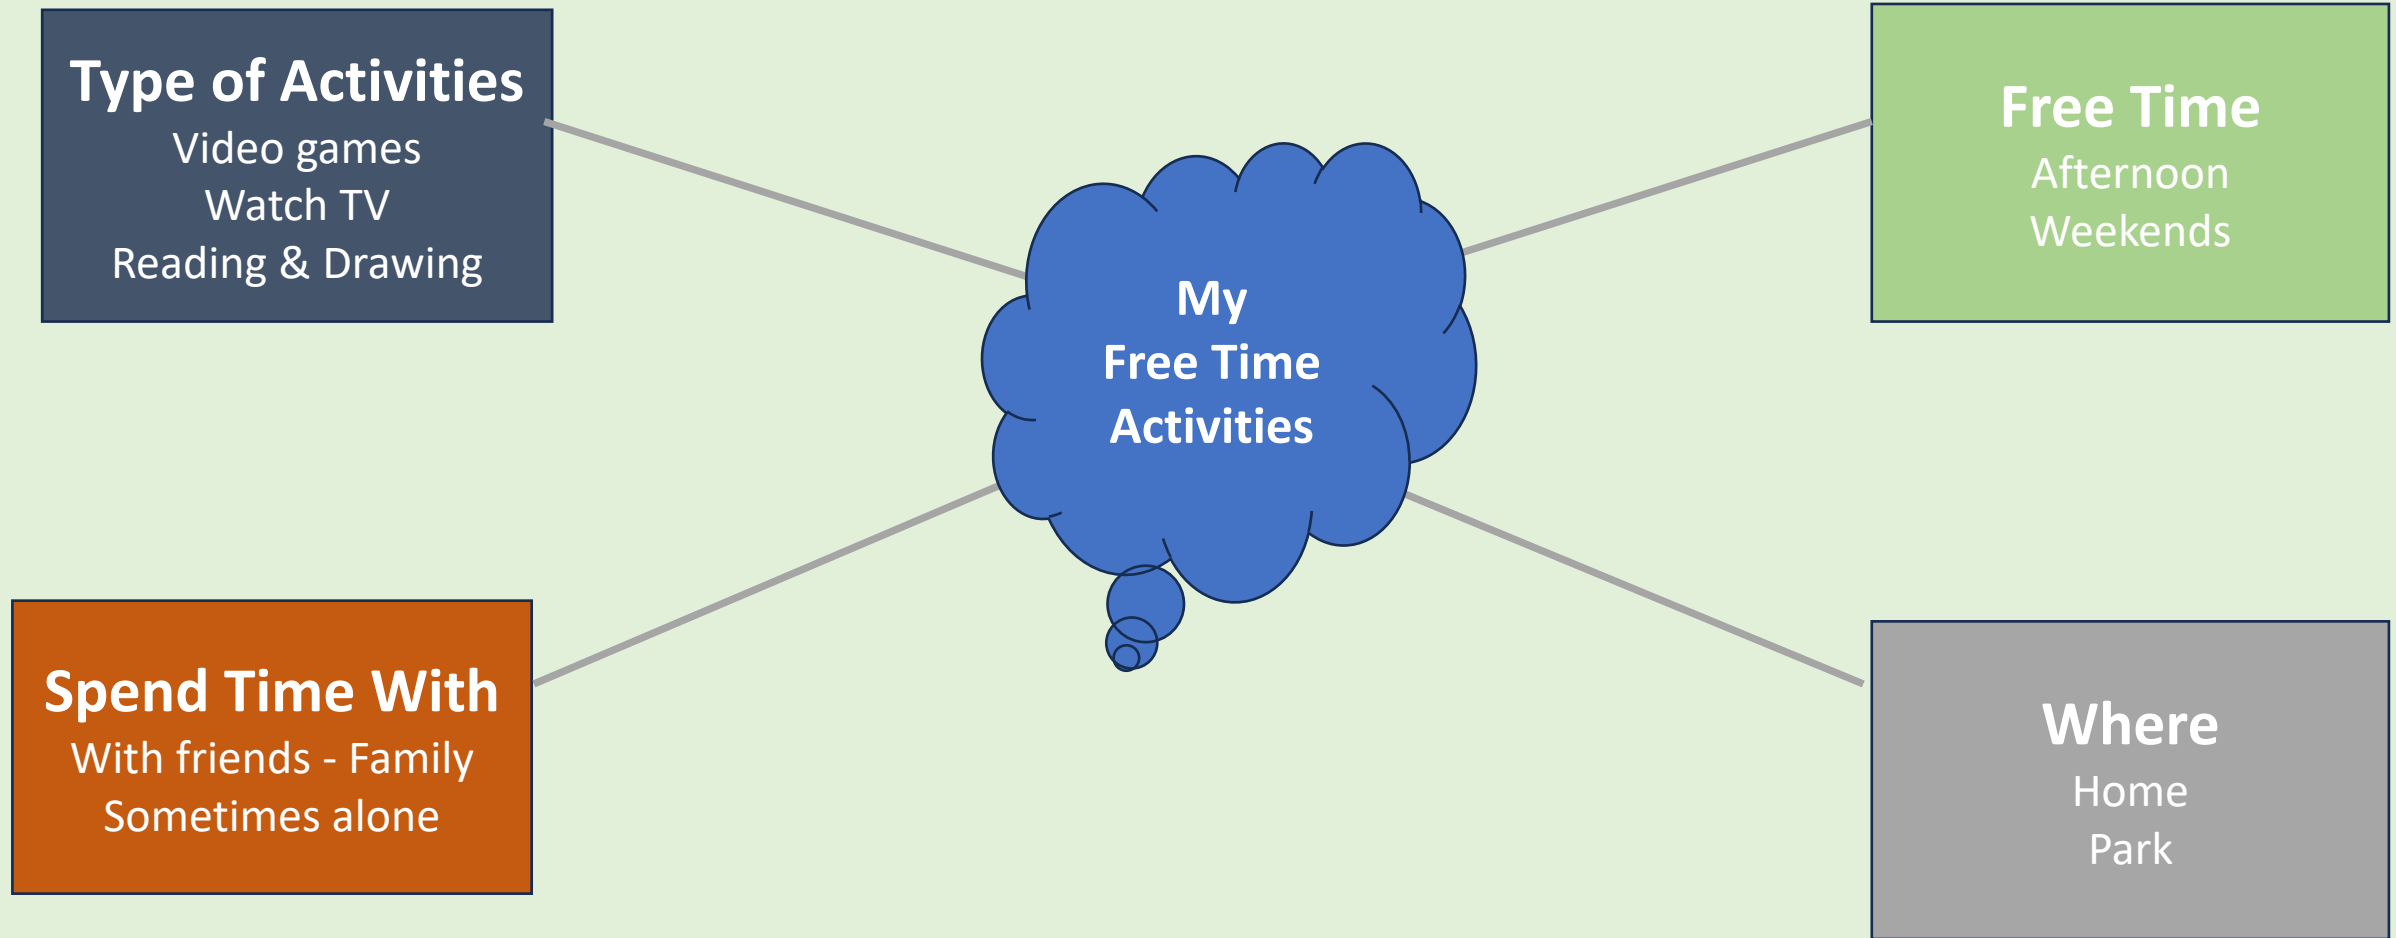 Type of Activities
Video games
Watch TV
Reading & Drawing
Free Time
Afternoon
Weekends
My
Free Time
Activities
Spend Time With
With friends - Family
Sometimes alone
Where
Home
Park